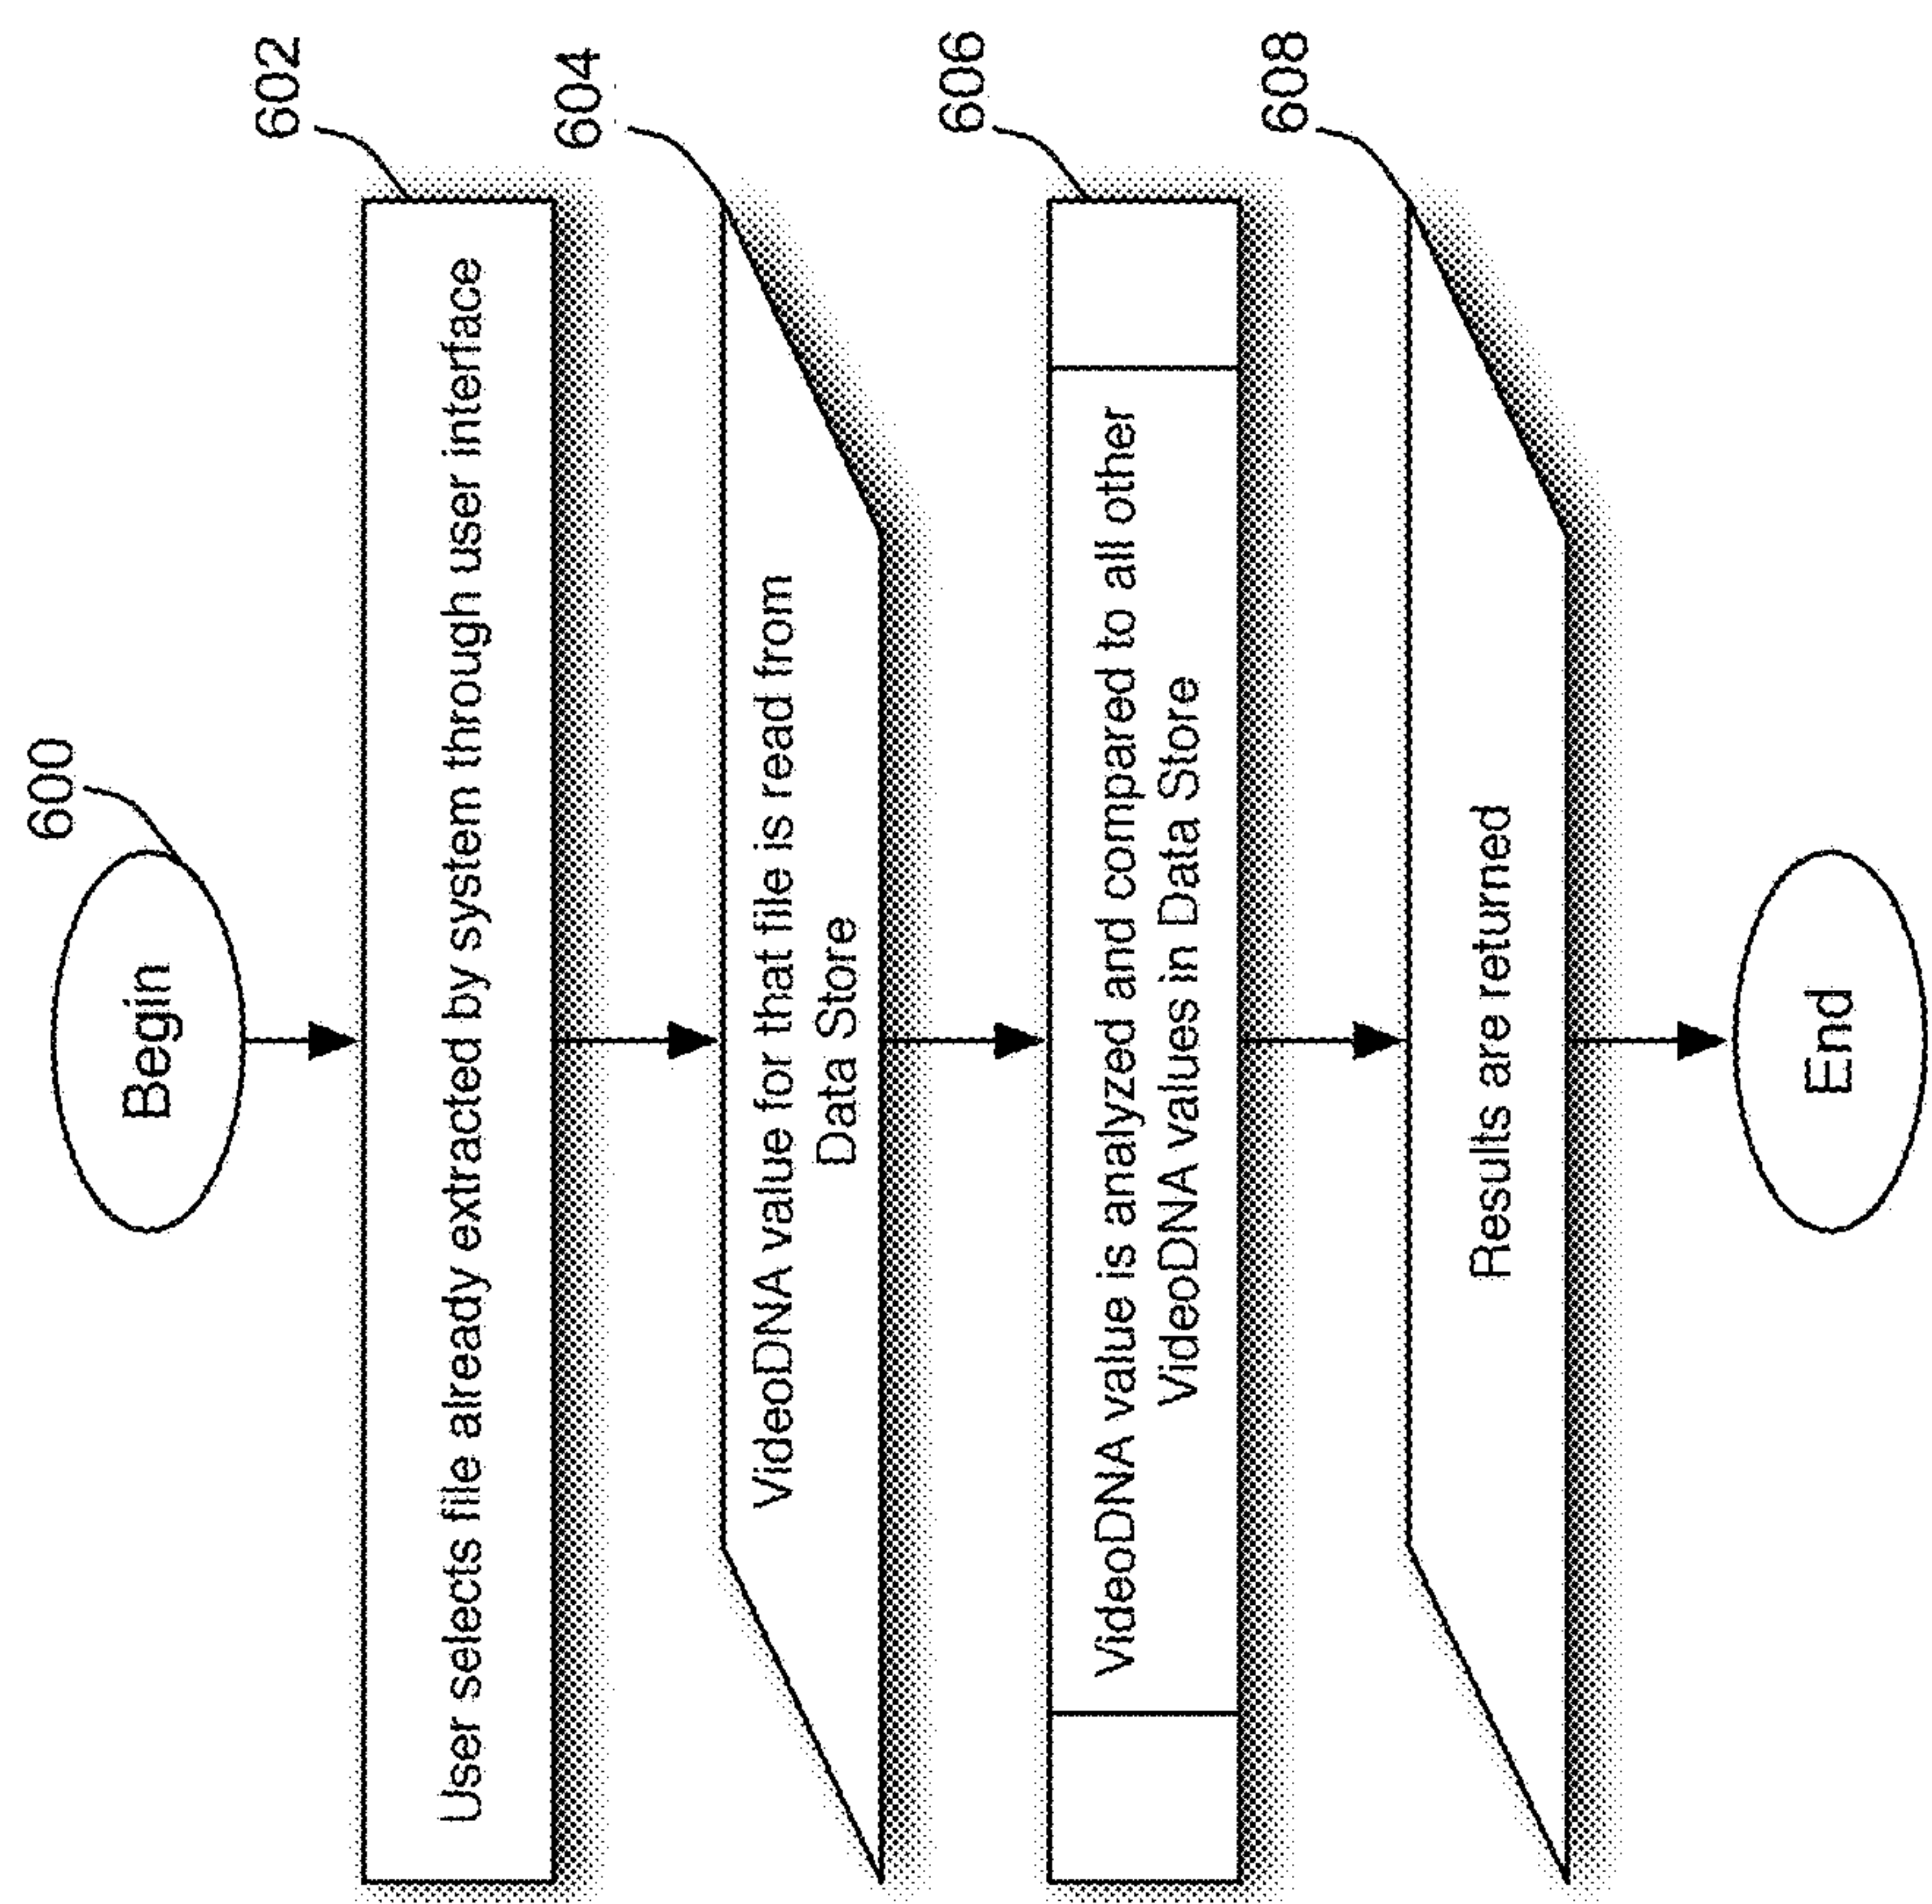 600
Begin
602
User selects file already extracted by system through user interface
604
VideoDNA value for that file is read from
Data Store
606
VideoDNA value is analyzed and compared to all other
VideoDNA values in Data Store
608
Results are returned
End